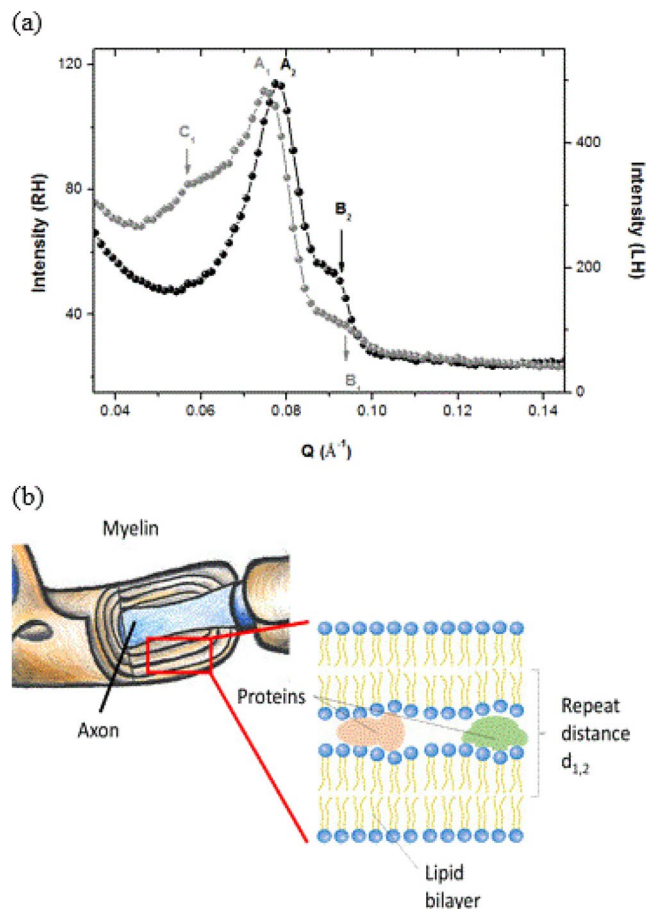 (a)
120
80
40
Intensity (RH)
A₁ A₂
C₁
B₂
B₁
400
200
0
Intensity (LH)
0.04 0.06 0.08 0.10 0.12 0.14
Q (Å⁻¹)
(b)
Myelin
Axon
Proteins
Repeat
distance
d₁,₂
Lipid
bilayer